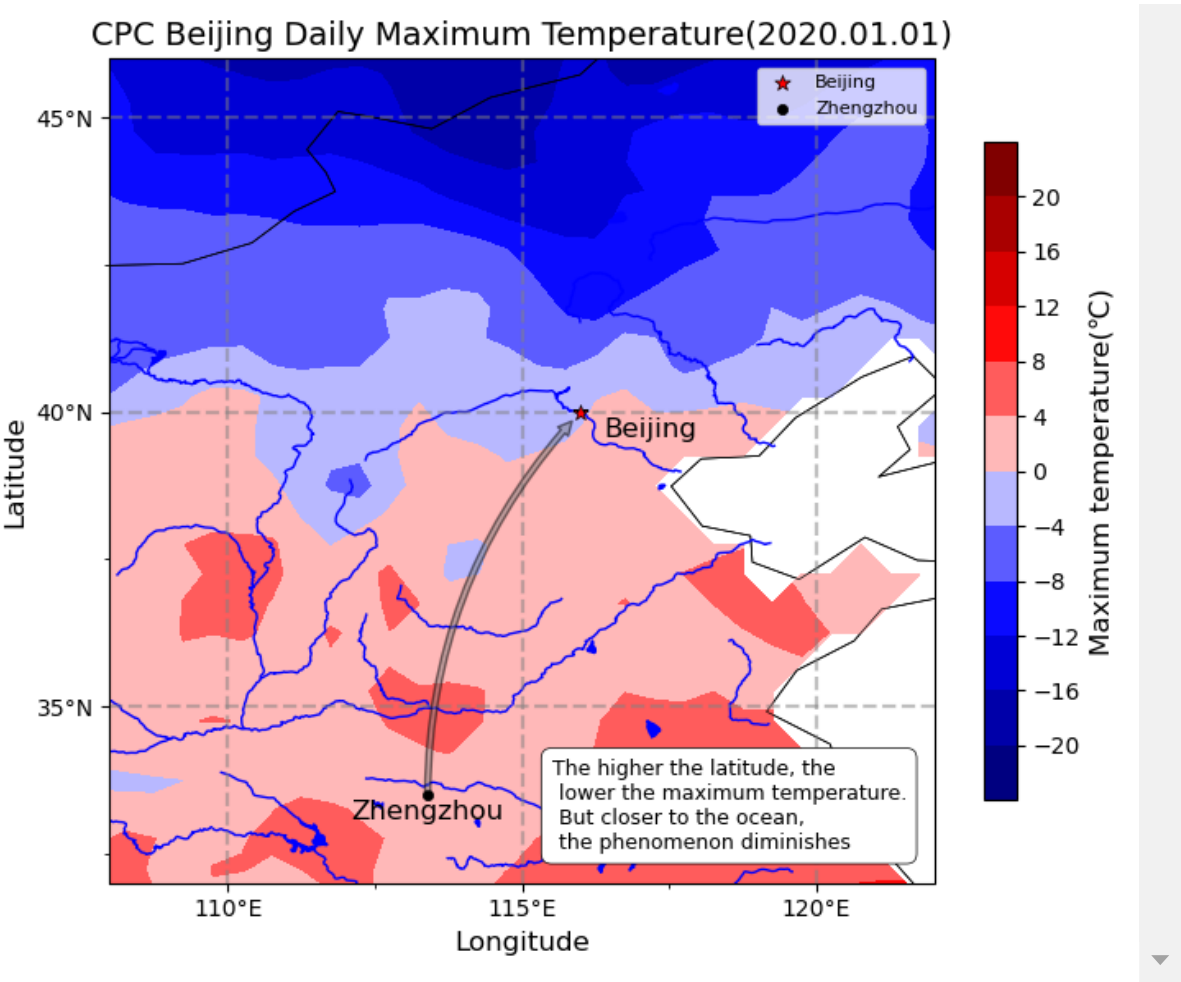 CPC Beijing Daily Maximum Temperature(2020.01.01)
Beijing
Zhengzhou
45°N
40°N
35°N
Latitude
Beijing
Zhengzhou
The higher the latitude, the
lower the maximum temperature.
But closer to the ocean,
the phenomenon diminishes
110°E
115°E
120°E
Longitude
20
16
12
8
4
0
−4
−8
−12
−16
−20
Maximum temperature(℃)